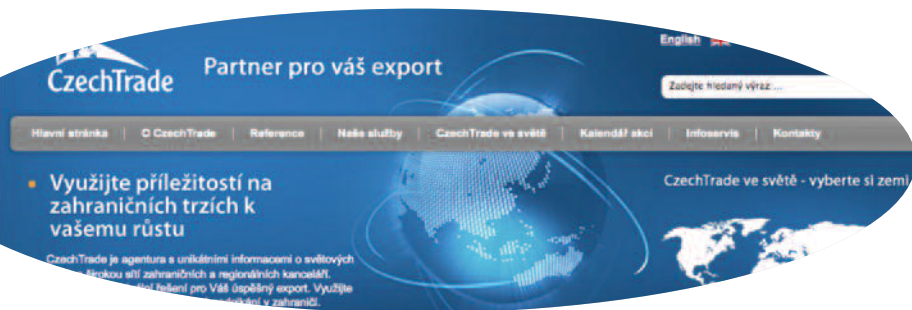 CzechTrade
Partner pro váš export
English
Zadejte hledaný výraz ...
Hlavní stránka | O CzechTrade | Reference | Naše služby | CzechTrade ve světě | Kalendář akcí | Infoservis | Kontakty
Využijte příležitostí na
zahraničních trzích k
vašemu růstu
CzechTrade ve světě - vyberte si zemi
CzechTrade je agentura s unikátními informacemi o světových
širokou sítí zahraničních a regionálních kanceláří.
řešení pro Váš úspěšný export. Využijte
v zahraničí.